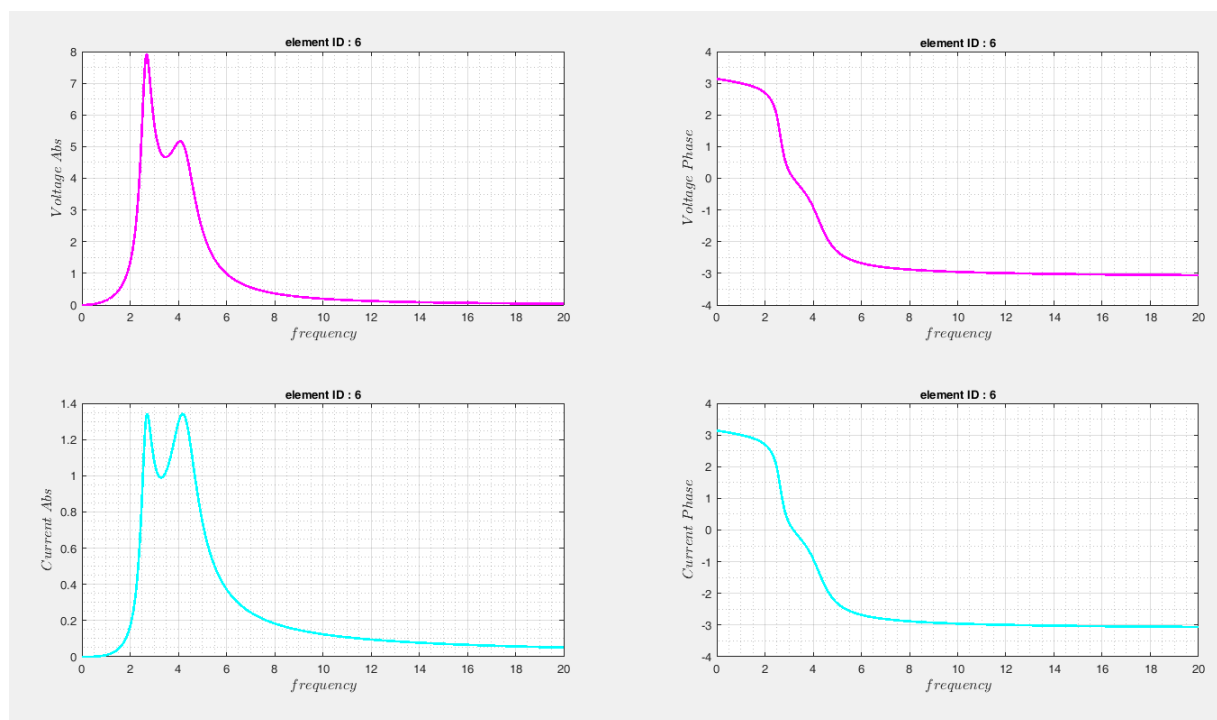 element ID : 6
8
7
6
5
4
3
2
1
0
Voltage Abs
0 2 4 6 8 10 12 14 16 18 20
frequency
element ID : 6
4
3
2
1
0
-1
-2
-3
-4
Voltage Phase
0 2 4 6 8 10 12 14 16 18 20
frequency
element ID : 6
1.4
1.2
1
0.8
0.6
0.4
0.2
0
Current Abs
0 2 4 6 8 10 12 14 16 18 20
frequency
element ID : 6
4
3
2
1
0
-1
-2
-3
-4
Current Phase
0 2 4 6 8 10 12 14 16 18 20
frequency